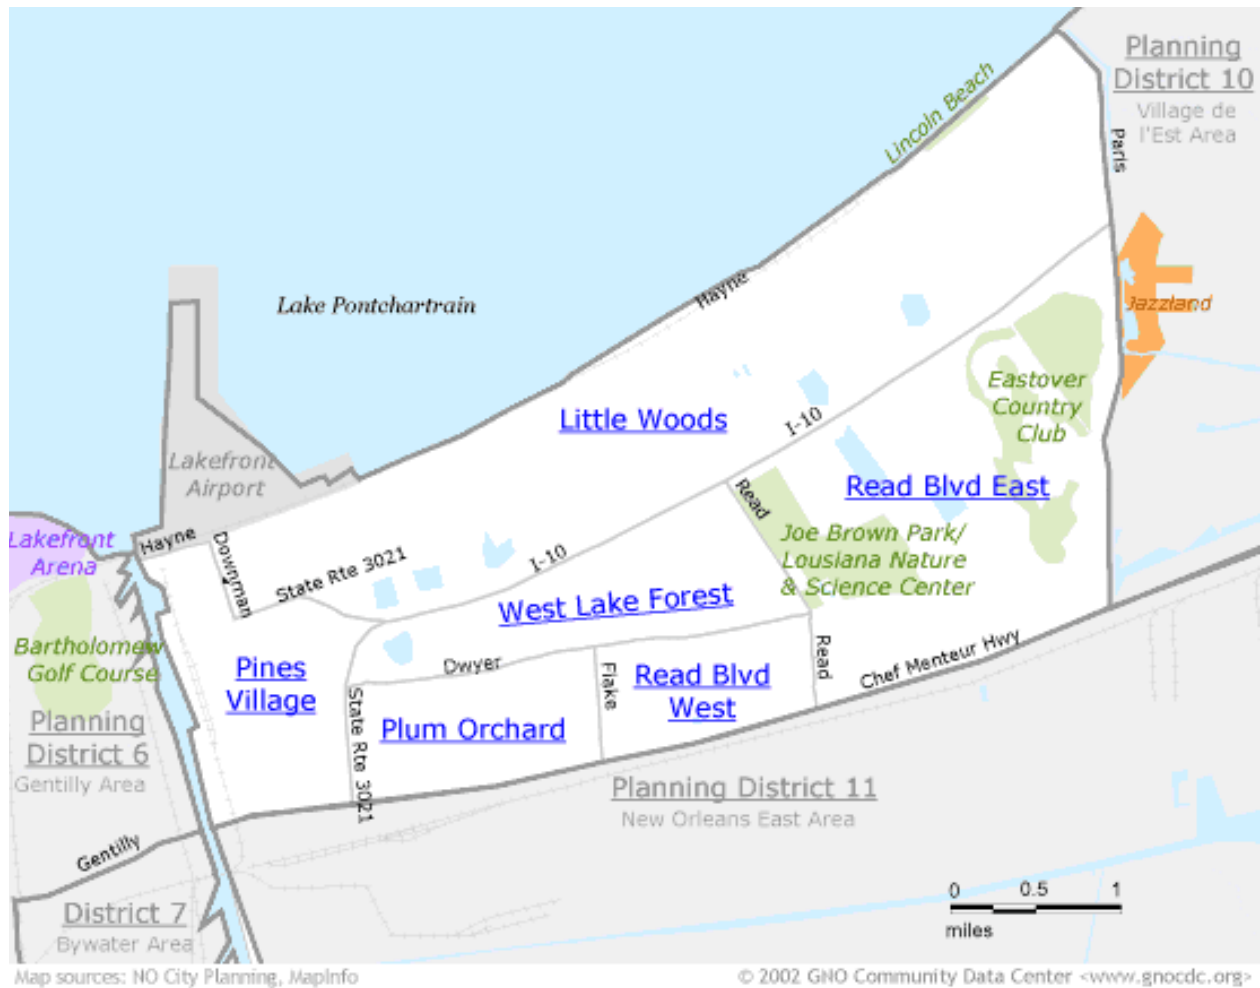 Planning
District 10
Village de
l'Est Area
Lincoln Beach
Paris
Hayne
Jazzland
Lake Pontchartrain
Eastover
Country
Club
Little Woods
I-10
Lakefront
Airport
Read Blvd East
Read
Joe Brown Park/
Lousiana Nature
& Science Center
Lakefront
Arena
Hayne
Downman
State Rte 3021
I-10
West Lake Forest
Bartholomew
Golf Course
Pines
Village
Dwyer
Flake
Read Blvd
West
Read
Chef Menteur Hwy
State Rte 3021
Plum Orchard
Planning
District 6
Gentilly Area
Planning District 11
New Orleans East Area
Gentilly
District 7
Bywater Area
0 0.5 1
miles
Map sources: NO City Planning, MapInfo
© 2002 GNO Community Data Center <www.gnocdc.org>